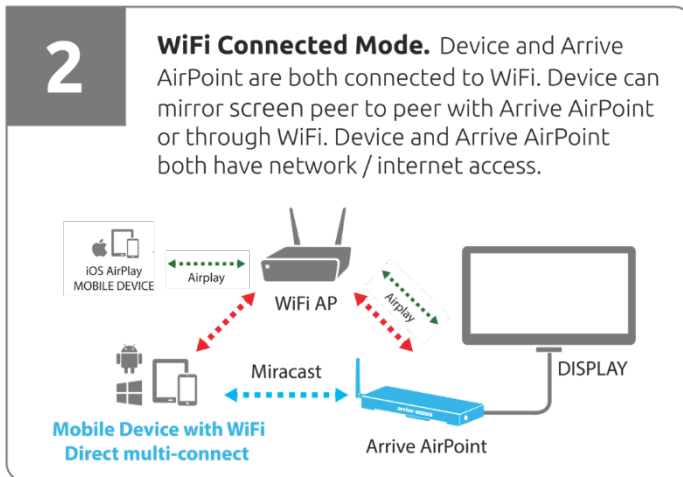 2
WiFi Connected Mode. Device and Arrive
AirPoint are both connected to WiFi. Device can
mirror screen peer to peer with Arrive AirPoint
or through WiFi. Device and Arrive AirPoint
both have network / internet access.
iOS AirPlay
MOBILE DEVICE
Airplay
WiFi AP
Airplay
DISPLAY
Miracast
Mobile Device with WiFi
Direct multi-connect
Arrive AirPoint